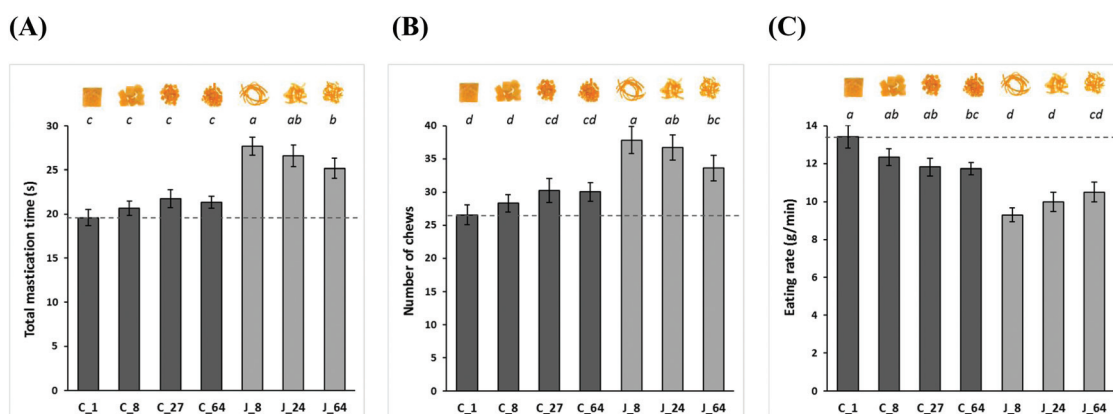 (A)
c c c c a ab b
Total mastication time (s)
30
25
20
15
10
5
0
C_1 C_8 C_27 C_64 J_8 J_24 J_64
(B)
d d cd cd a ab bc
Number of chews
40
35
30
25
20
15
10
5
0
C_1 C_8 C_27 C_64 J_8 J_24 J_64
(C)
a ab ab bc d d cd
Eating rate (g/min)
14
12
10
8
6
4
2
0
C_1 C_8 C_27 C_64 J_8 J_24 J_64